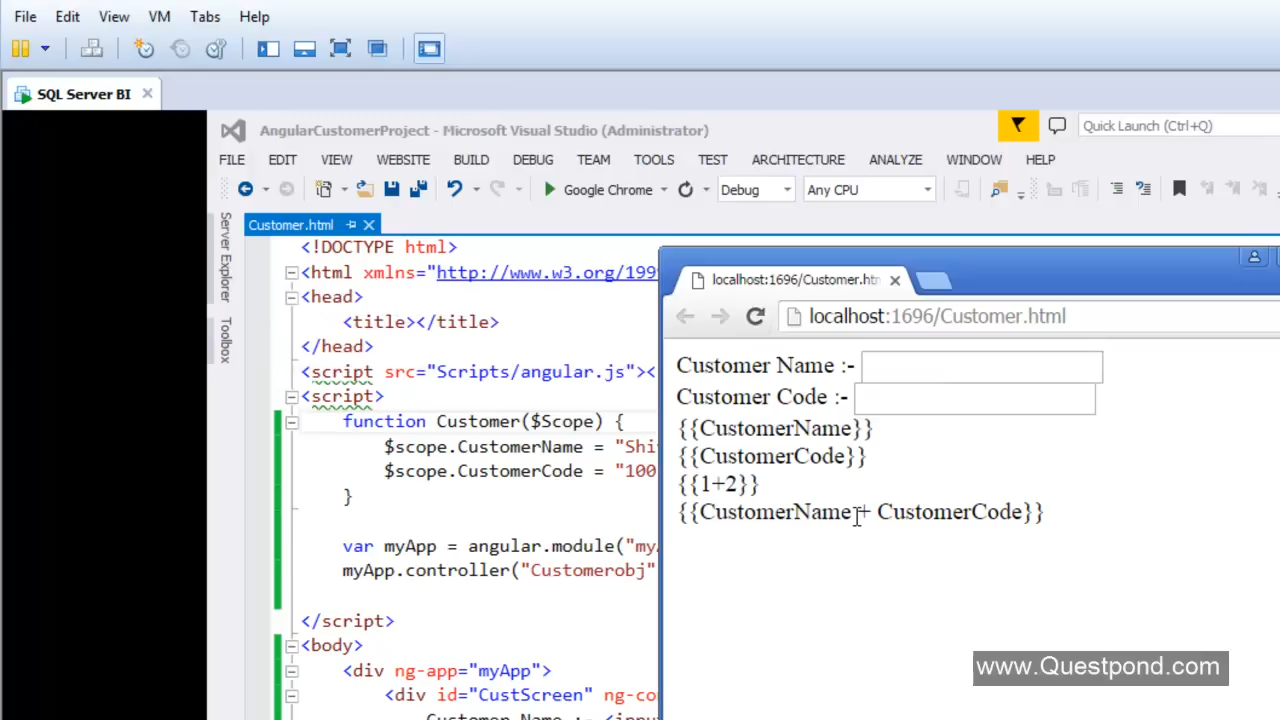 File Edit View VM Tabs Help
SQL Server BI
AngularCustomerProject - Microsoft Visual Studio (Administrator)
Quick Launch (Ctrl+Q)
FILE EDIT VIEW WEBSITE BUILD DEBUG TEAM TOOLS TEST ARCHITECTURE ANALYZE WINDOW HELP
Google Chrome Debug Any CPU
Server Explorer
Toolbox
Customer.html
<!DOCTYPE html>
<html xmlns="http://www.w3.org/199
<head>
<title></title>
</head>
<script src="Scripts/angular.js"><
<script>
function Customer($Scope) {
$scope.CustomerName = "Shi
$scope.CustomerCode = "100
}
var myApp = angular.module("my
myApp.controller("Customerobj"
</script>
<body>
<div ng-app="myApp">
<div id="CustScreen" ng-co
Customer Name :- <input
localhost:1696/Customer.htm
localhost:1696/Customer.html
Customer Name :-
Customer Code :-
{{CustomerName}}
{{CustomerCode}}
{{1+2}}
{{CustomerName + CustomerCode}}
www.Questpond.com